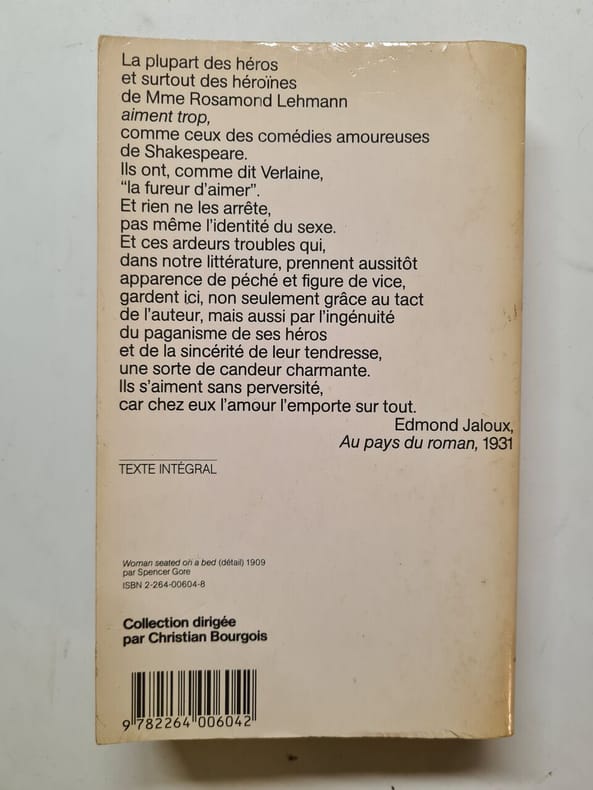 La plupart des héros
et surtout des héroïnes
de Mme Rosamond Lehmann
aiment trop,
comme ceux des comédies amoureuses
de Shakespeare.
Ils ont, comme dit Verlaine,
“la fureur d’aimer”.
Et rien ne les arrête,
pas même l’identité du sexe.
Et ces ardeurs troubles qui,
dans notre littérature, prennent aussitôt
apparence de péché et figure de vice,
gardent ici, non seulement grâce au tact
de l’auteur, mais aussi par l’ingénuité
du paganisme de ses héros
et de la sincérité de leur tendresse,
une sorte de candeur charmante.
Ils s’aiment sans perversité,
car chez eux l’amour l’emporte sur tout.
Edmond Jaloux,
Au pays du roman, 1931
TEXTE INTÉGRAL
Woman seated on a bed (détail) 1909
par Spencer Gore
ISBN 2-264-00604-8
Collection dirigée
par Christian Bourgois
9 782264 006042